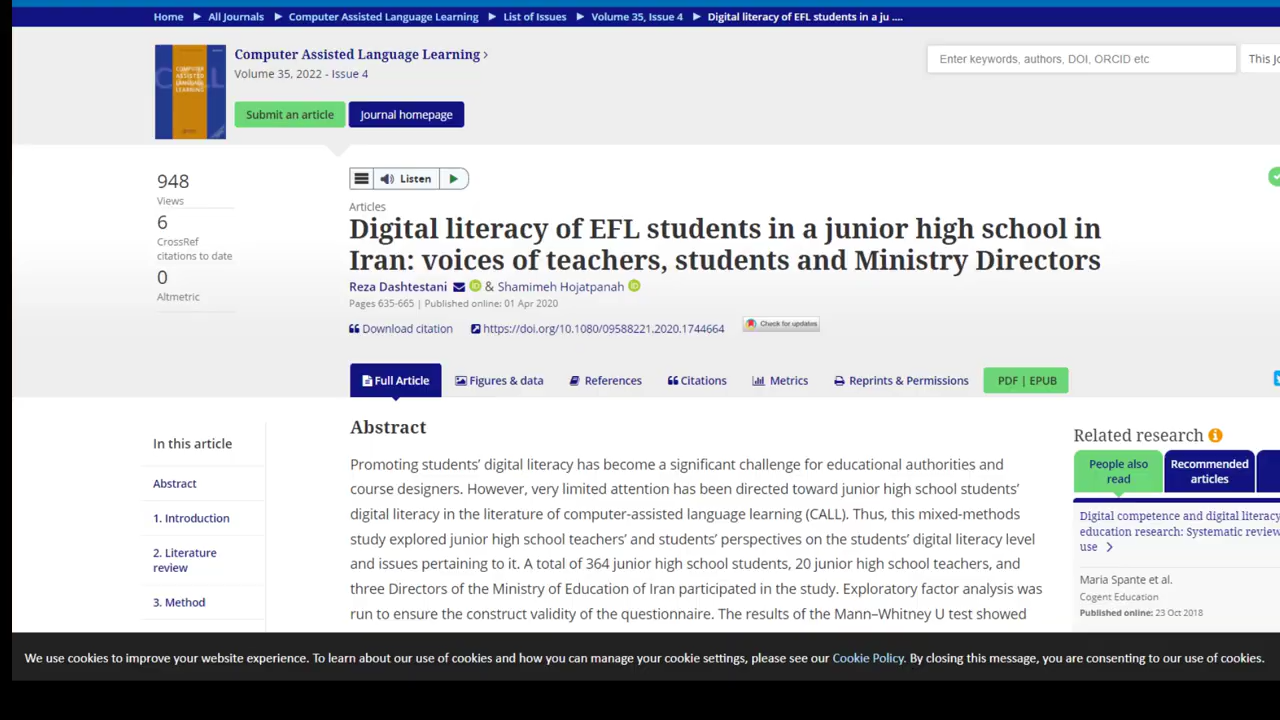 Home ▶ All Journals ▶ Computer Assisted Language Learning ▶ List of Issues ▶ Volume 35, Issue 4 ▶ Digital literacy of EFL students in a ju ....
Computer Assisted Language Learning ›
Volume 35, 2022 - Issue 4
Enter keywords, authors, DOI, ORCID etc
This Jo
COMPUTER
ASSISTED
LANGUAGE
LEARNING
Submit an article
Journal homepage
948
Views
6
CrossRef
citations to date
0
Altmetric
Listen
Articles
Digital literacy of EFL students in a junior high school in
Iran: voices of teachers, students and Ministry Directors
Reza Dashtestani & Shamimeh Hojatpanah
Pages 635-665 | Published online: 01 Apr 2020
Download citation https://doi.org/10.1080/09588221.2020.1744664 Check for updates
Full Article Figures & data References Citations Metrics Reprints & Permissions PDF | EPUB
In this article
Abstract
1. Introduction
2. Literature
review
3. Method
Abstract
Promoting students' digital literacy has become a significant challenge for educational authorities and
course designers. However, very limited attention has been directed toward junior high school students'
digital literacy in the literature of computer-assisted language learning (CALL). Thus, this mixed-methods
study explored junior high school teachers' and students' perspectives on the students' digital literacy level
and issues pertaining to it. A total of 364 junior high school students, 20 junior high school teachers, and
three Directors of the Ministry of Education of Iran participated in the study. Exploratory factor analysis was
run to ensure the construct validity of the questionnaire. The results of the Mann–Whitney U test showed
Related research
People also
read
Recommended
articles
Digital competence and digital literacy
education research: Systematic review
use
Maria Spante et al.
Cogent Education
Published online: 23 Oct 2018
We use cookies to improve your website experience. To learn about our use of cookies and how you can manage your cookie settings, please see our Cookie Policy. By closing this message, you are consenting to our use of cookies.